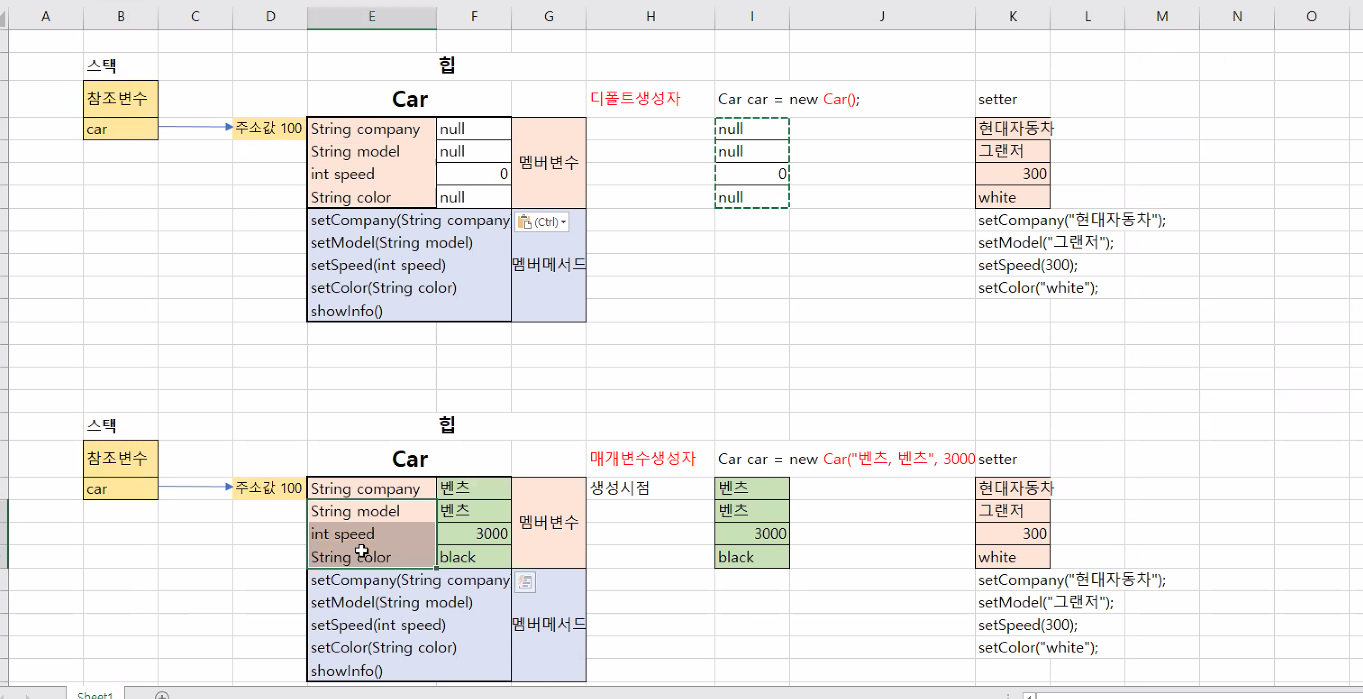 A B C D E F G H I J K L M N O
스택 힙
참조변수 Car 디폴트생성자 Car car = new Car(); setter
car 주소값 100 String company null 멤버변수 null 현대자동차
String model null null 그랜저
int speed 0 0 300
String color null null white
setCompany(String company (Ctrl) setCompany("현대자동차");
setModel(String model) setModel("그랜저");
setSpeed(int speed) 멤버메서드 setSpeed(300);
setColor(String color) setColor("white");
showInfo()
스택 힙
참조변수 Car 매개변수생성자 Car car = new Car("벤츠, 벤츠", 3000 setter
car 주소값 100 String company 벤츠 멤버변수 생성시점 벤츠 현대자동차
String model 벤츠 벤츠 그랜저
int speed 3000 3000 300
String color black black white
setCompany(String company setCompany("현대자동차");
setModel(String model) setModel("그랜저");
setSpeed(int speed) 멤버메서드 setSpeed(300);
setColor(String color) setColor("white");
showInfo()
Sheet1